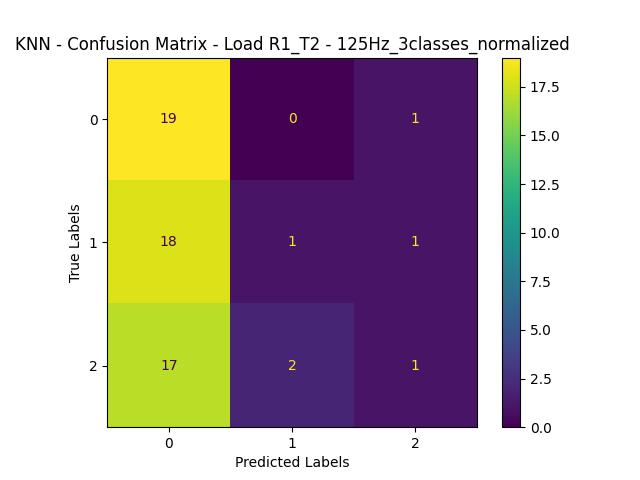 KNN - Confusion Matrix - Load R1_T2 - 125Hz_3classes_normalized
True Labels
0
19 0 1
1
18 1 1
2
17 2 1
0 1 2
Predicted Labels
17.5
15.0
12.5
10.0
7.5
5.0
2.5
0.0